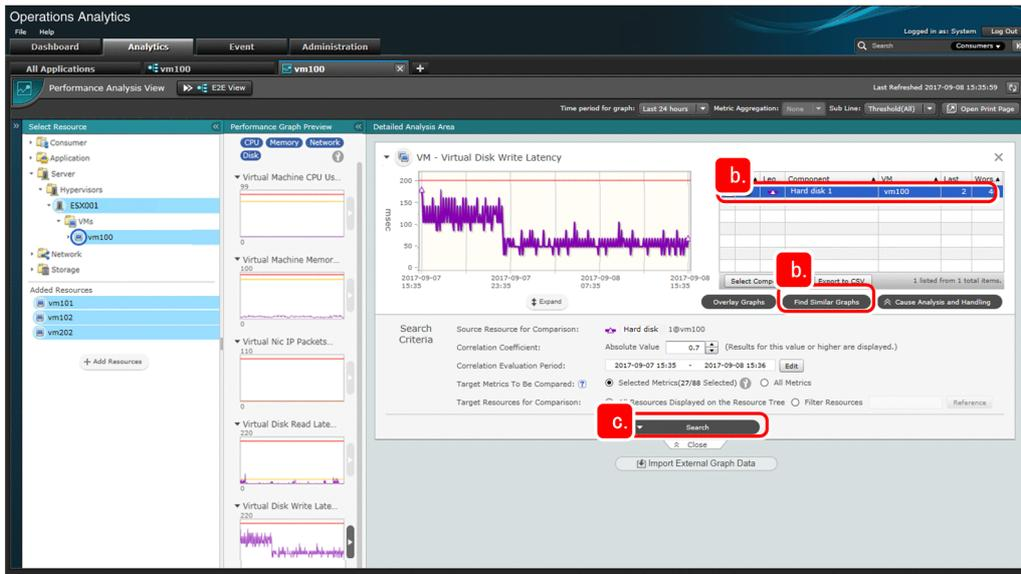 Operations Analytics
File Help
Logged in as: System Log Out
Dashboard Analytics Event Administration
Search Consumers
All Applications vm100 vm100 × +
Performance Analysis View E2E View
Last Refreshed 2017-09-08 15:35:59
Time period for graph: Last 24 hours Metric Aggregation: None Sub Line: Threshold(All) Open Print Page
Select Resource
Consumer
Application
Server
Hypervisors
ESX001
VMs
vm100
Network
Storage
Added Resources
vm101
vm102
vm202
+ Add Resources
Performance Graph Preview
CPU Memory Network
Disk
Virtual Machine CPU Us...
99
0
Virtual Machine Memor...
100
0
Virtual Nic IP Packets...
110
0
Virtual Disk Read Late...
220
0
Virtual Disk Write Late...
220
Detailed Analysis Area
VM - Virtual Disk Write Latency
msec
200
150
100
50
0
2017-09-07 2017-09-07 2017-09-08 2017-09-08
15:35 23:35 07:35 15:35
Expand
b.
Leg Component VM Last Wors
Hard disk 1 vm100 2 4
b.
Select Comp Export to CSV 1 listed from 1 total items.
Overlay Graphs Find Similar Graphs Cause Analysis and Handling
Search
Criteria
Source Resource for Comparison: Hard disk 1@vm100
Correlation Coefficient: Absolute Value 0.7 (Results for this value or higher are displayed.)
Correlation Evaluation Period: 2017-09-07 15:35 - 2017-09-08 15:36 Edit
Target Metrics To Be Compared: Selected Metrics(27/88 Selected) All Metrics
Target Resources for Comparison: Resources Displayed on the Resource Tree Filter Resources Reference
c.
Search
Close
Import External Graph Data